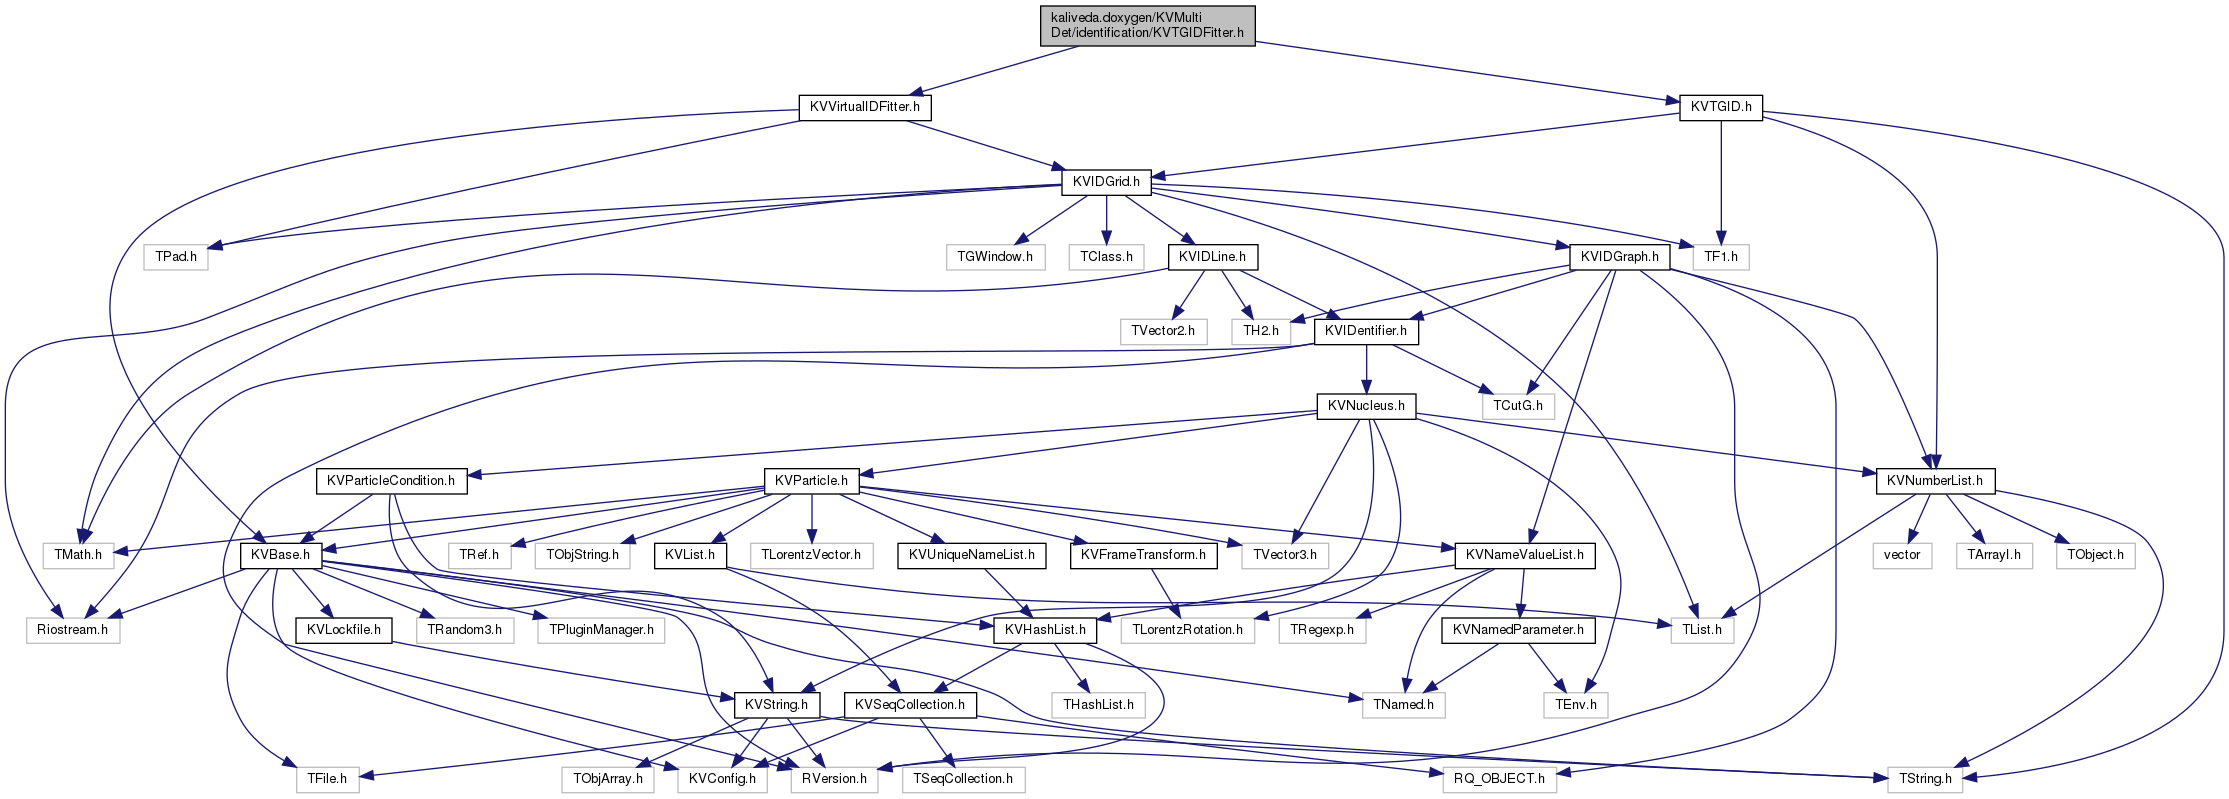 kaliveda.doxygen/KVMulti
Det/identification/KVTGIDFitter.h
KVVirtualIDFitter.h
KVTGID.h
KVIDGrid.h
TPad.h
TGWindow.h
TClass.h
KVIDLine.h
KVIDGraph.h
TF1.h
TVector2.h
TH2.h
KVIDentifier.h
KVNucleus.h
TCutG.h
KVParticleCondition.h
KVParticle.h
KVNumberList.h
TMath.h
KVBase.h
TRef.h
TObjString.h
KVList.h
TLorentzVector.h
KVUniqueNameList.h
KVFrameTransform.h
TVector3.h
KVNameValueList.h
vector
TArrayI.h
TObject.h
Riostream.h
KVLockfile.h
TRandom3.h
TPluginManager.h
KVHashList.h
TLorentzRotation.h
TRegexp.h
KVNamedParameter.h
TList.h
KVString.h
KVSeqCollection.h
THashList.h
TNamed.h
TEnv.h
TFile.h
TObjArray.h
KVConfig.h
RVersion.h
TSeqCollection.h
RQ_OBJECT.h
TString.h